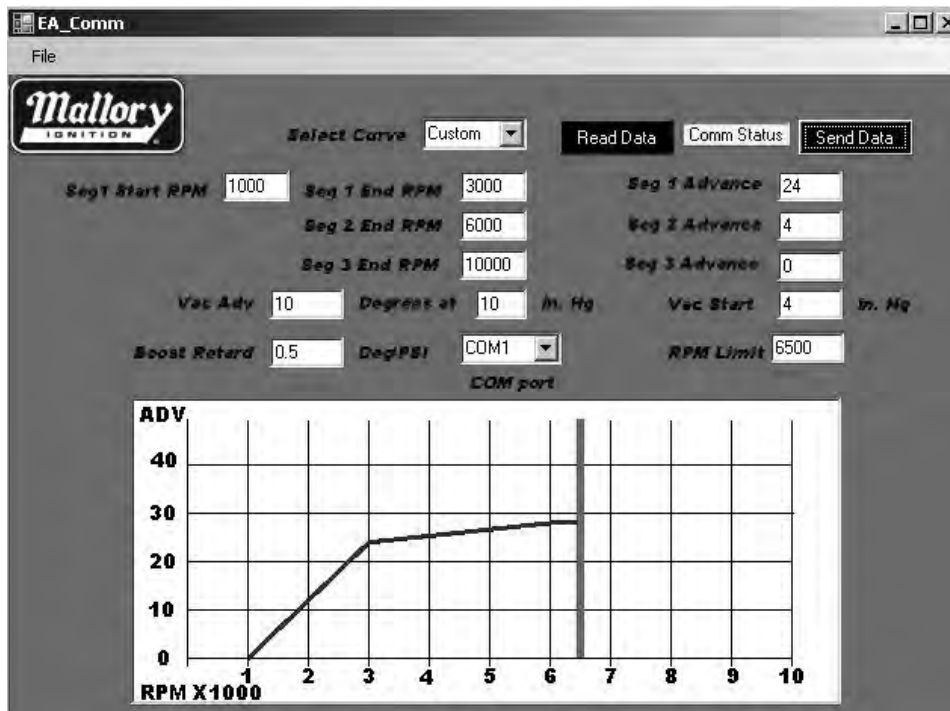 EA_Comm
File
Mallory
IGNITION
Select Curve Custom Read Data Comm Status Send Data
Seg1 Start RPM 1000 Seg 1 End RPM 3000 Seg 1 Advance 24
Seg 2 End RPM 6000 Seg 2 Advance 4
Seg 3 End RPM 10000 Seg 3 Advance 0
Vac Adv 10 Degrees at 10 In. Hg Vac Start 4 In. Hg
Boost Retard 0.5 Deg/PSI COM1 RPM Limit 6500
COM port
ADV
40
30
20
10
0
1 2 3 4 5 6 7 8 9 10
RPM X1000